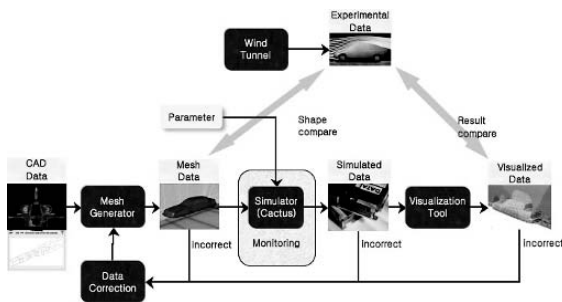 Experimental
Data
Wind
Tunnel
Parameter
Shape
compare
Result
compare
CAD
Data
Mesh
Data
Simulated
Data
Visualized
Data
Mesh
Generator
Simulator
(Cactus)
Visualization
Tool
Monitoring
Incorrect
Incorrect
Incorrect
Data
Correction